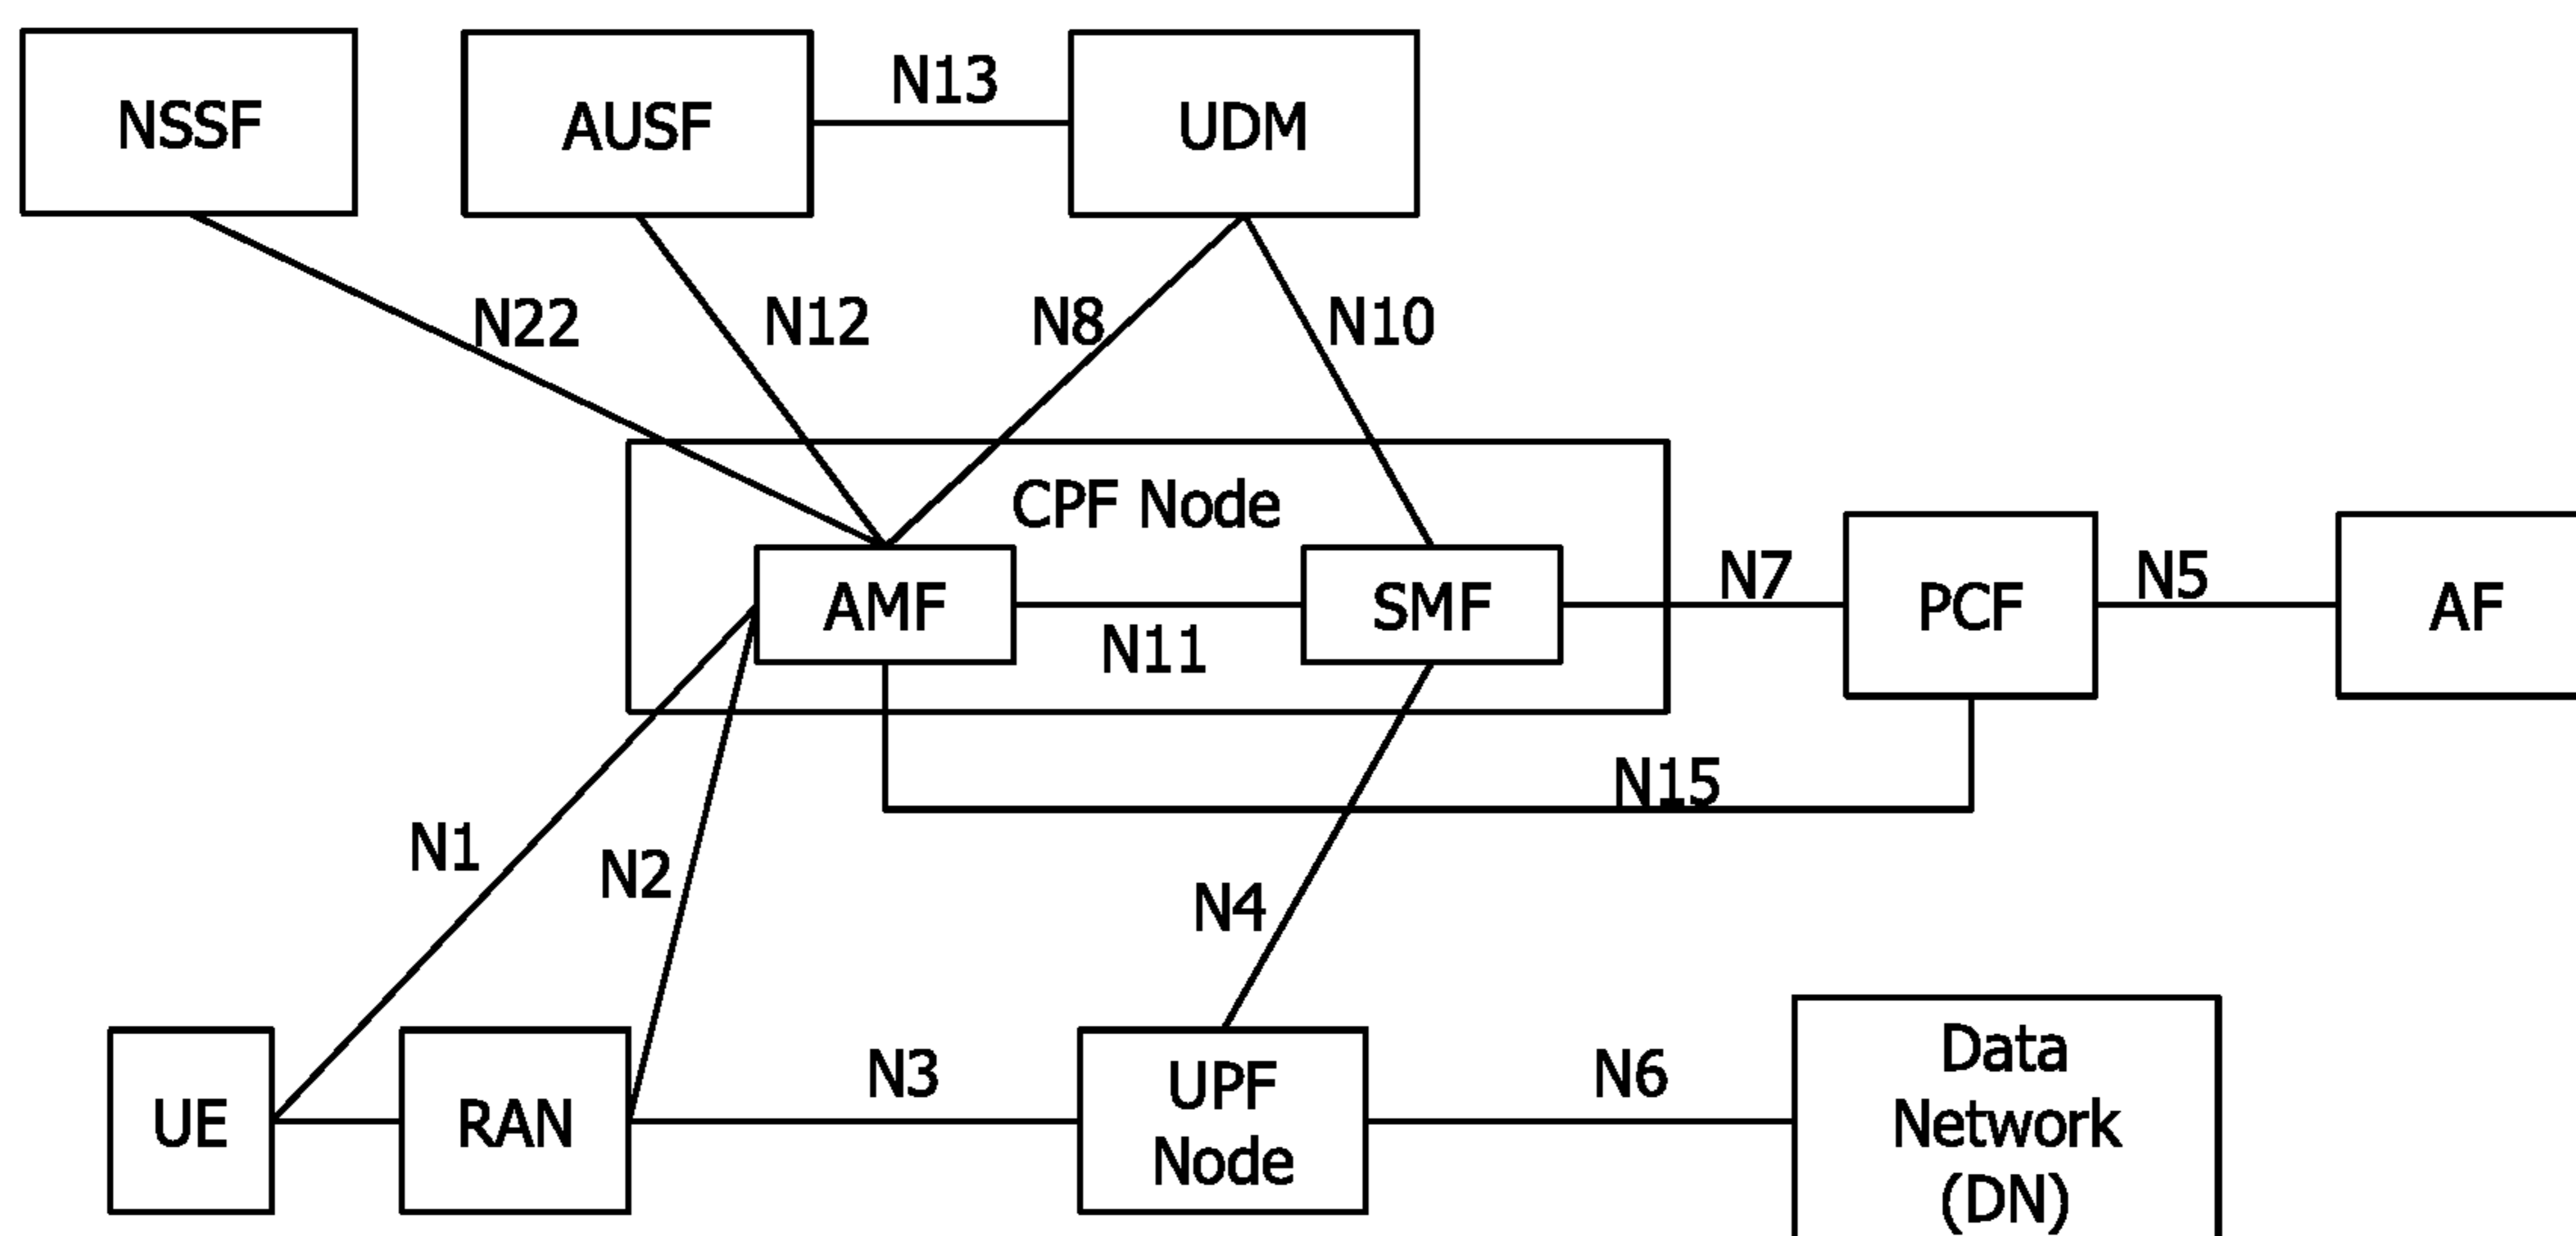 NSSF
AUSF
N13
UDM
N22
N12
N8
N10
CPF Node
AMF
N11
SMF
N7
PCF
N5
AF
N15
N1
N2
N4
UE
RAN
N3
UPF
Node
N6
Data
Network
(DN)